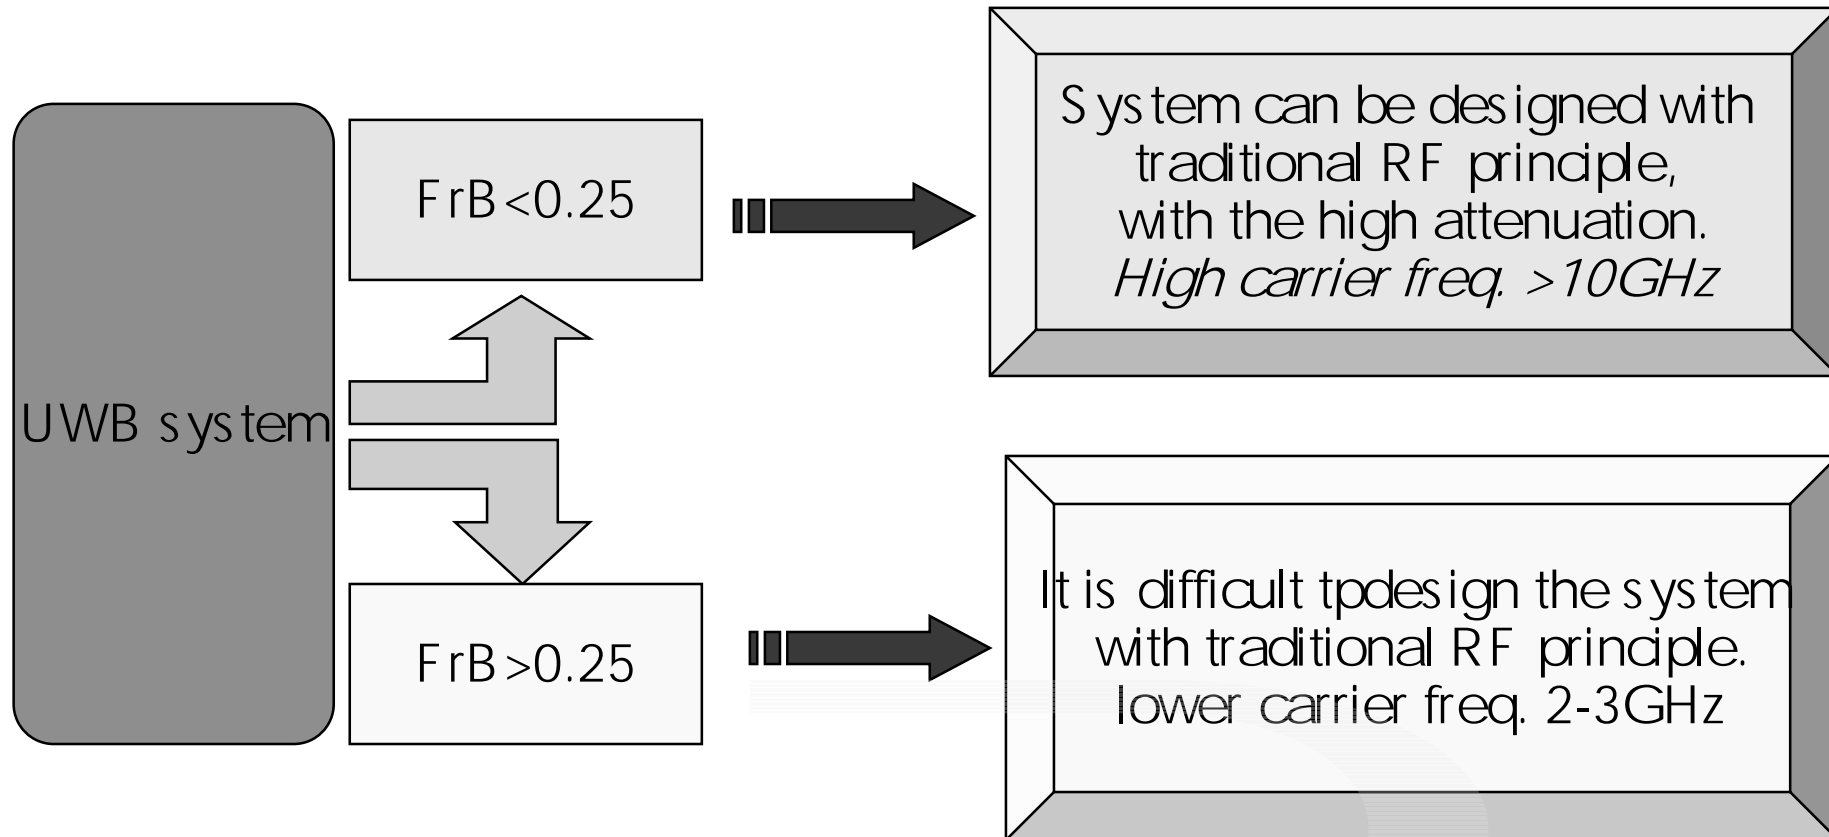 UWB system
FrB<0.25
System can be designed with
traditional RF principle,
with the high attenuation.
High carrier freq. >10GHz
FrB>0.25
It is difficult tpdesign the system
with traditional RF principle.
lower carrier freq. 2-3GHz